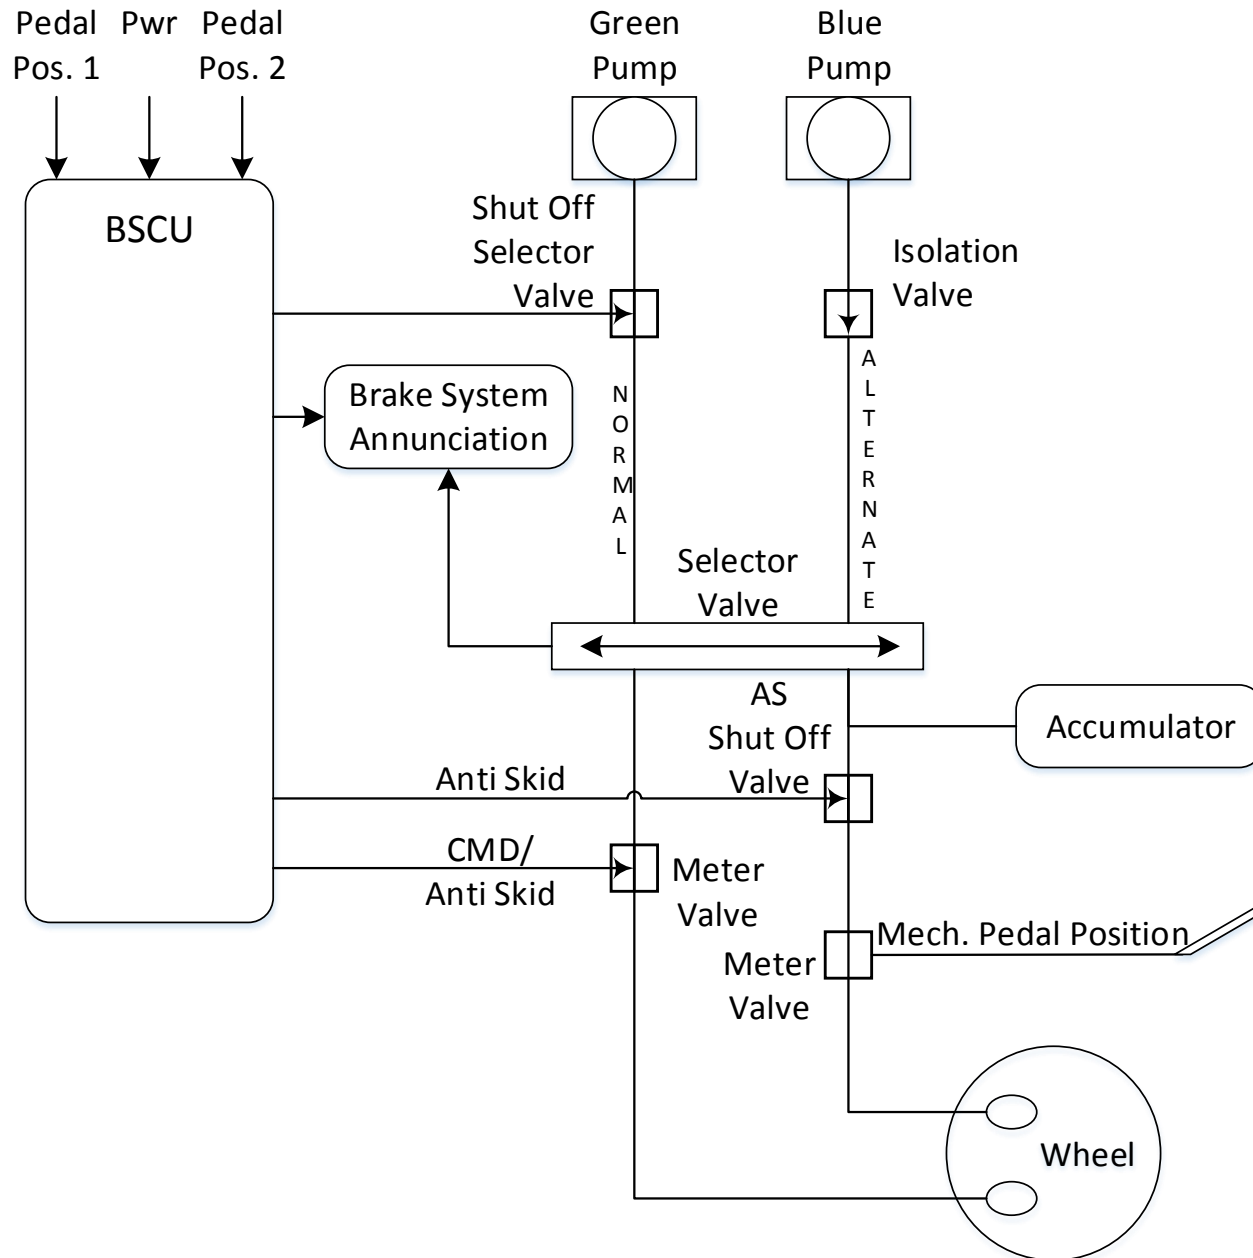 Pedal
Pos. 1
Pwr
Pedal
Pos. 2
Green
Pump
Blue
Pump
BSCU
Shut Off
Selector
Valve
Isolation
Valve
Brake System
Annunciation
NORMAL
ALTERNATE
Selector
Valve
AS
Shut Off
Valve
Accumulator
Anti Skid
CMD/
Anti Skid
Meter
Valve
Mech. Pedal Position
Meter
Valve
Wheel